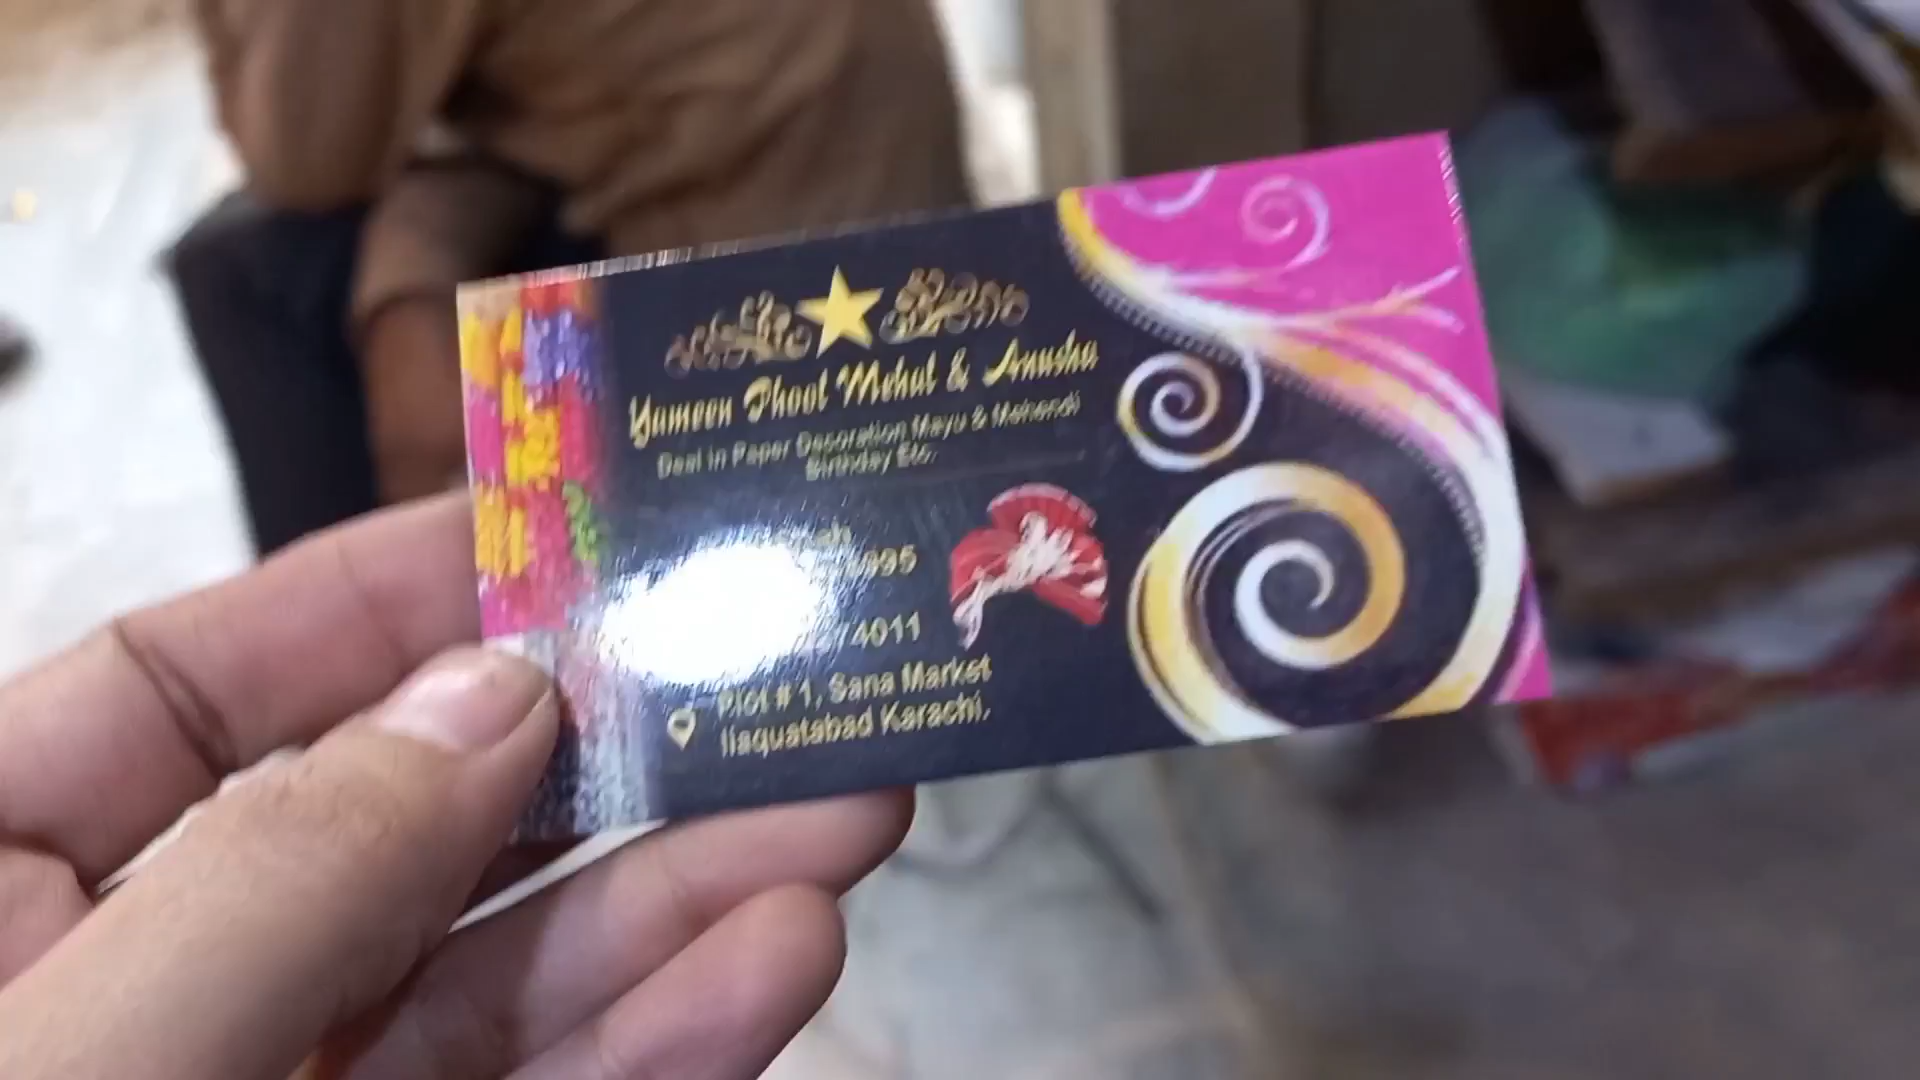 Yameen Phool Mehal & Anusha
Deal in Paper Decoration Mayu & Mehendi
Birthday Etc.
995
4011
Plot # 1, Sana Market
liaquatabad Karachi.